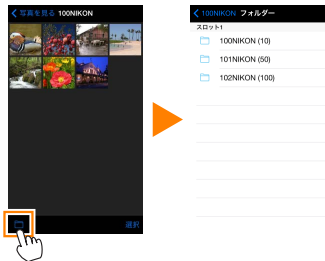 写真を見る 100NIKON
選択
100NIKON フォルダー
スロット1
100NIKON (10)
101NIKON (50)
102NIKON (100)